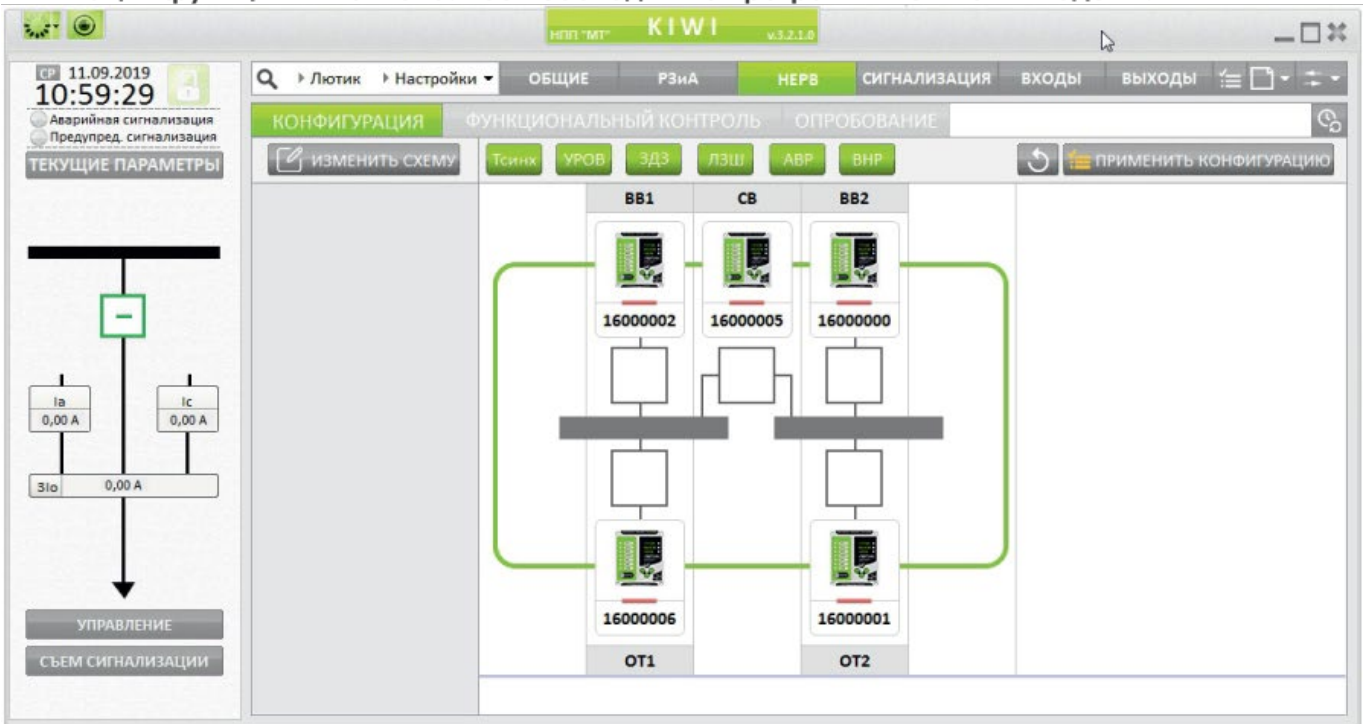 НПП "МТ" KIWI v.3.2.1.0
СР 11.09.2019
10:59:29
Аварийная сигнализация
Предупред. сигнализация
ТЕКУЩИЕ ПАРАМЕТРЫ
Лютик Настройки ОБЩИЕ РЗиА НЕРВ СИГНАЛИЗАЦИЯ ВХОДЫ ВЫХОДЫ
КОНФИГУРАЦИЯ ФУНКЦИОНАЛЬНЫЙ КОНТРОЛЬ ОПРОБОВАНИЕ
ИЗМЕНИТЬ СХЕМУ Тсинх УРОВ ЗДЗ ЛЗШ АВР ВНР ПРИМЕНИТЬ КОНФИГУРАЦИЮ
ВВ1 СВ ВВ2
16000002 16000005 16000000
Ia Ic
0,00 А 0,00 А
3Io 0,00 А
16000006 16000001
ОТ1 ОТ2
УПРАВЛЕНИЕ
СЪЕМ СИГНАЛИЗАЦИИ